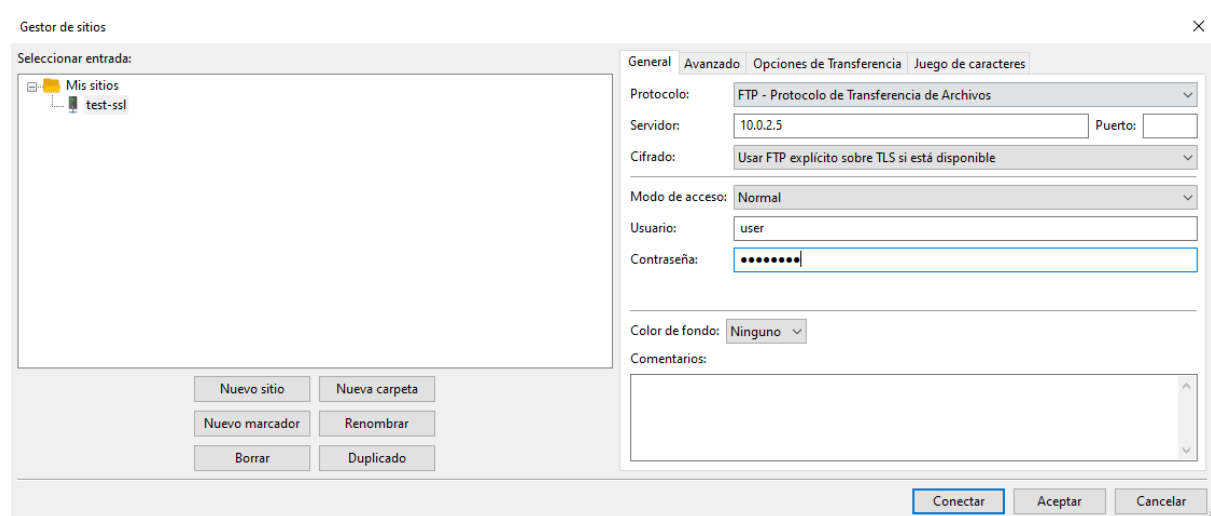 Gestor de sitios
Seleccionar entrada:
Mis sitios
test-ssl
Nuevo sitio Nueva carpeta
Nuevo marcador Renombrar
Borrar Duplicado
General Avanzado Opciones de Transferencia Juego de caracteres
Protocolo: FTP - Protocolo de Transferencia de Archivos
Servidor: 10.0.2.5 Puerto:
Cifrado: Usar FTP explícito sobre TLS si está disponible
Modo de acceso: Normal
Usuario: user
Contraseña: ●●●●●●●●
Color de fondo: Ninguno
Comentarios:
Conectar Aceptar Cancelar